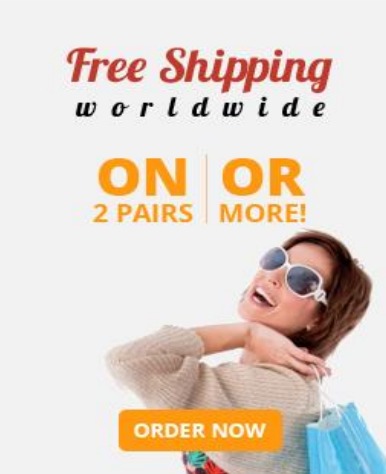 Free Shipping
worldwide
ON OR
2 PAIRS MORE!
ORDER NOW